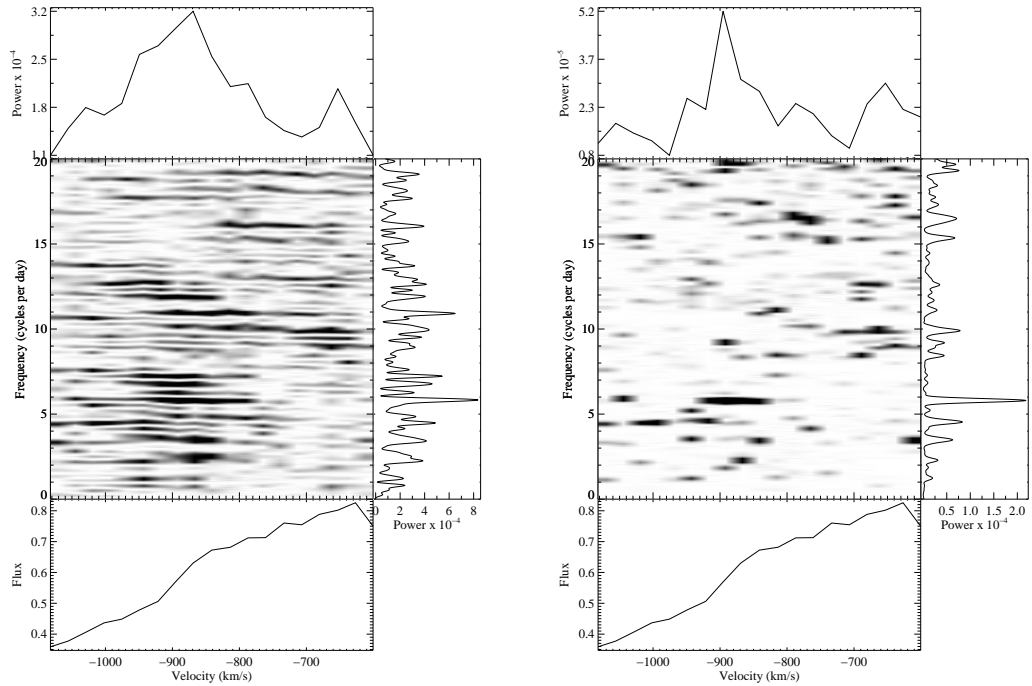 3.2
2.5
1.8
1.1
Power x 10⁻⁴
20
15
10
5
0
Frequency (cycles per day)
0 2 4 6 8
Power x 10⁻⁴
0.8
0.7
0.6
0.5
0.4
Flux
−1000 −900 −800 −700
Velocity (km/s)
5.2
3.7
2.3
0.8
Power x 10⁻⁵
20
15
10
5
0
Frequency (cycles per day)
0.5 1.0 1.5 2.0
Power x 10⁻⁴
0.8
0.7
0.6
0.5
0.4
Flux
−1000 −900 −800 −700
Velocity (km/s)